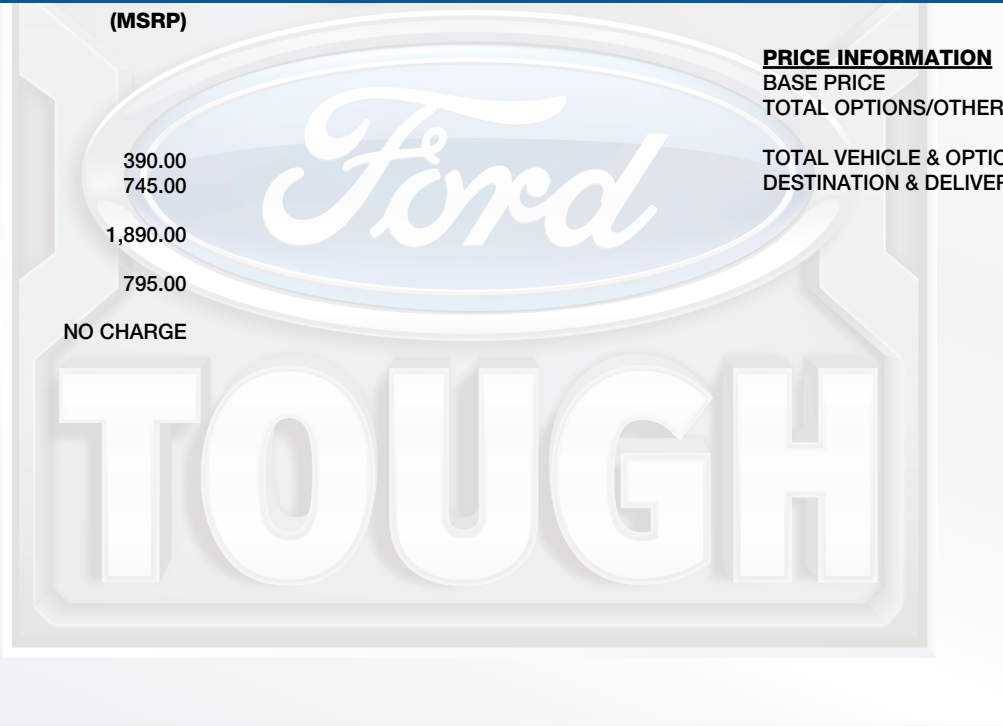 (MSRP)
390.00
745.00
1,890.00
795.00
NO CHARGE
PRICE INFORMATION
BASE PRICE
TOTAL OPTIONS/OTHER
TOTAL VEHICLE & OPTIO
DESTINATION & DELIVER
Ford
TOUGH